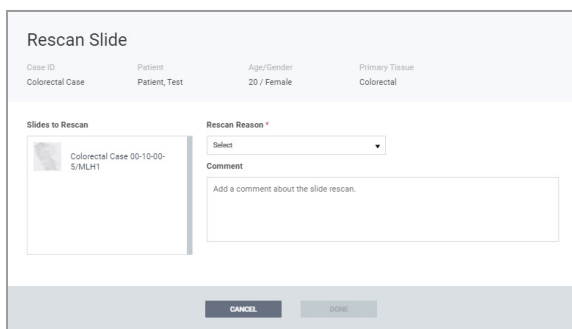 Rescan Slide
Case ID Patient Age/Gender Primary Tissue
Colorectal Case Patient, Test 20 / Female Colorectal
Slides to Rescan
Colorectal Case 00-10-00-
5/MLH1
Rescan Reason *
Select
Comment
Add a comment about the slide rescan.
CANCEL DONE